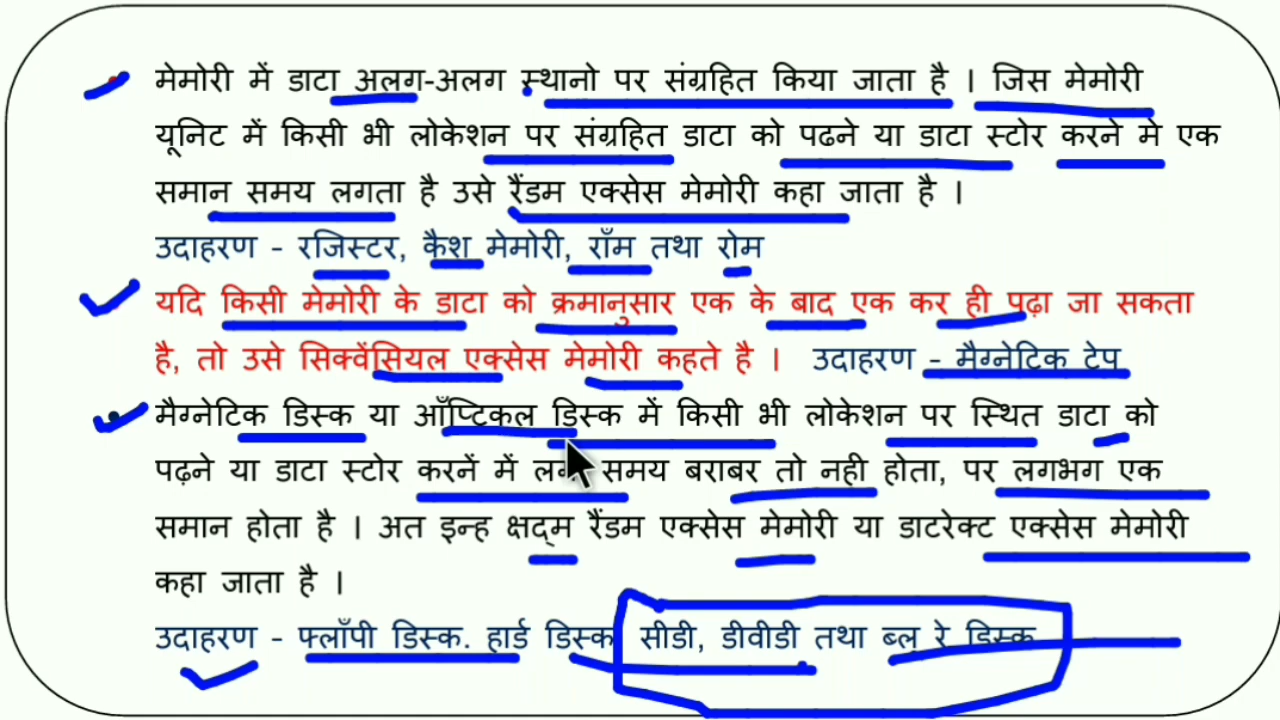 मेमोरी में डाटा अलग-अलग स्थानो पर संग्रहित किया जाता है । जिस मेमोरी
यूनिट में किसी भी लोकेशन पर संग्रहित डाटा को पढने या डाटा स्टोर करने मे एक
समान समय लगता है उसे रैंडम एक्सेस मेमोरी कहा जाता है ।
उदाहरण – रजिस्टर, कैश मेमोरी, राँम तथा रोम
यदि किसी मेमोरी के डाटा को क्रमानुसार एक के बाद एक कर ही पढ़ा जा सकता
है, तो उसे सिक्वेंसियल एक्सेस मेमोरी कहते है । उदाहरण – मैग्नेटिक टेप
मैग्नेटिक डिस्क या आँप्टिकल डिस्क में किसी भी लोकेशन पर स्थित डाटा को
पढ़ने या डाटा स्टोर करनें में समय बराबर तो नही होता, पर लगभग एक
समान होता है । अत इन्ह क्षद्म रैंडम एक्सेस मेमोरी या डाटरेक्ट एक्सेस मेमोरी
कहा जाता है ।
उदाहरण – फ्लाँपी डिस्क. हार्ड डिस्क सीडी, डीवीडी तथा ब्लू रे डिस्क